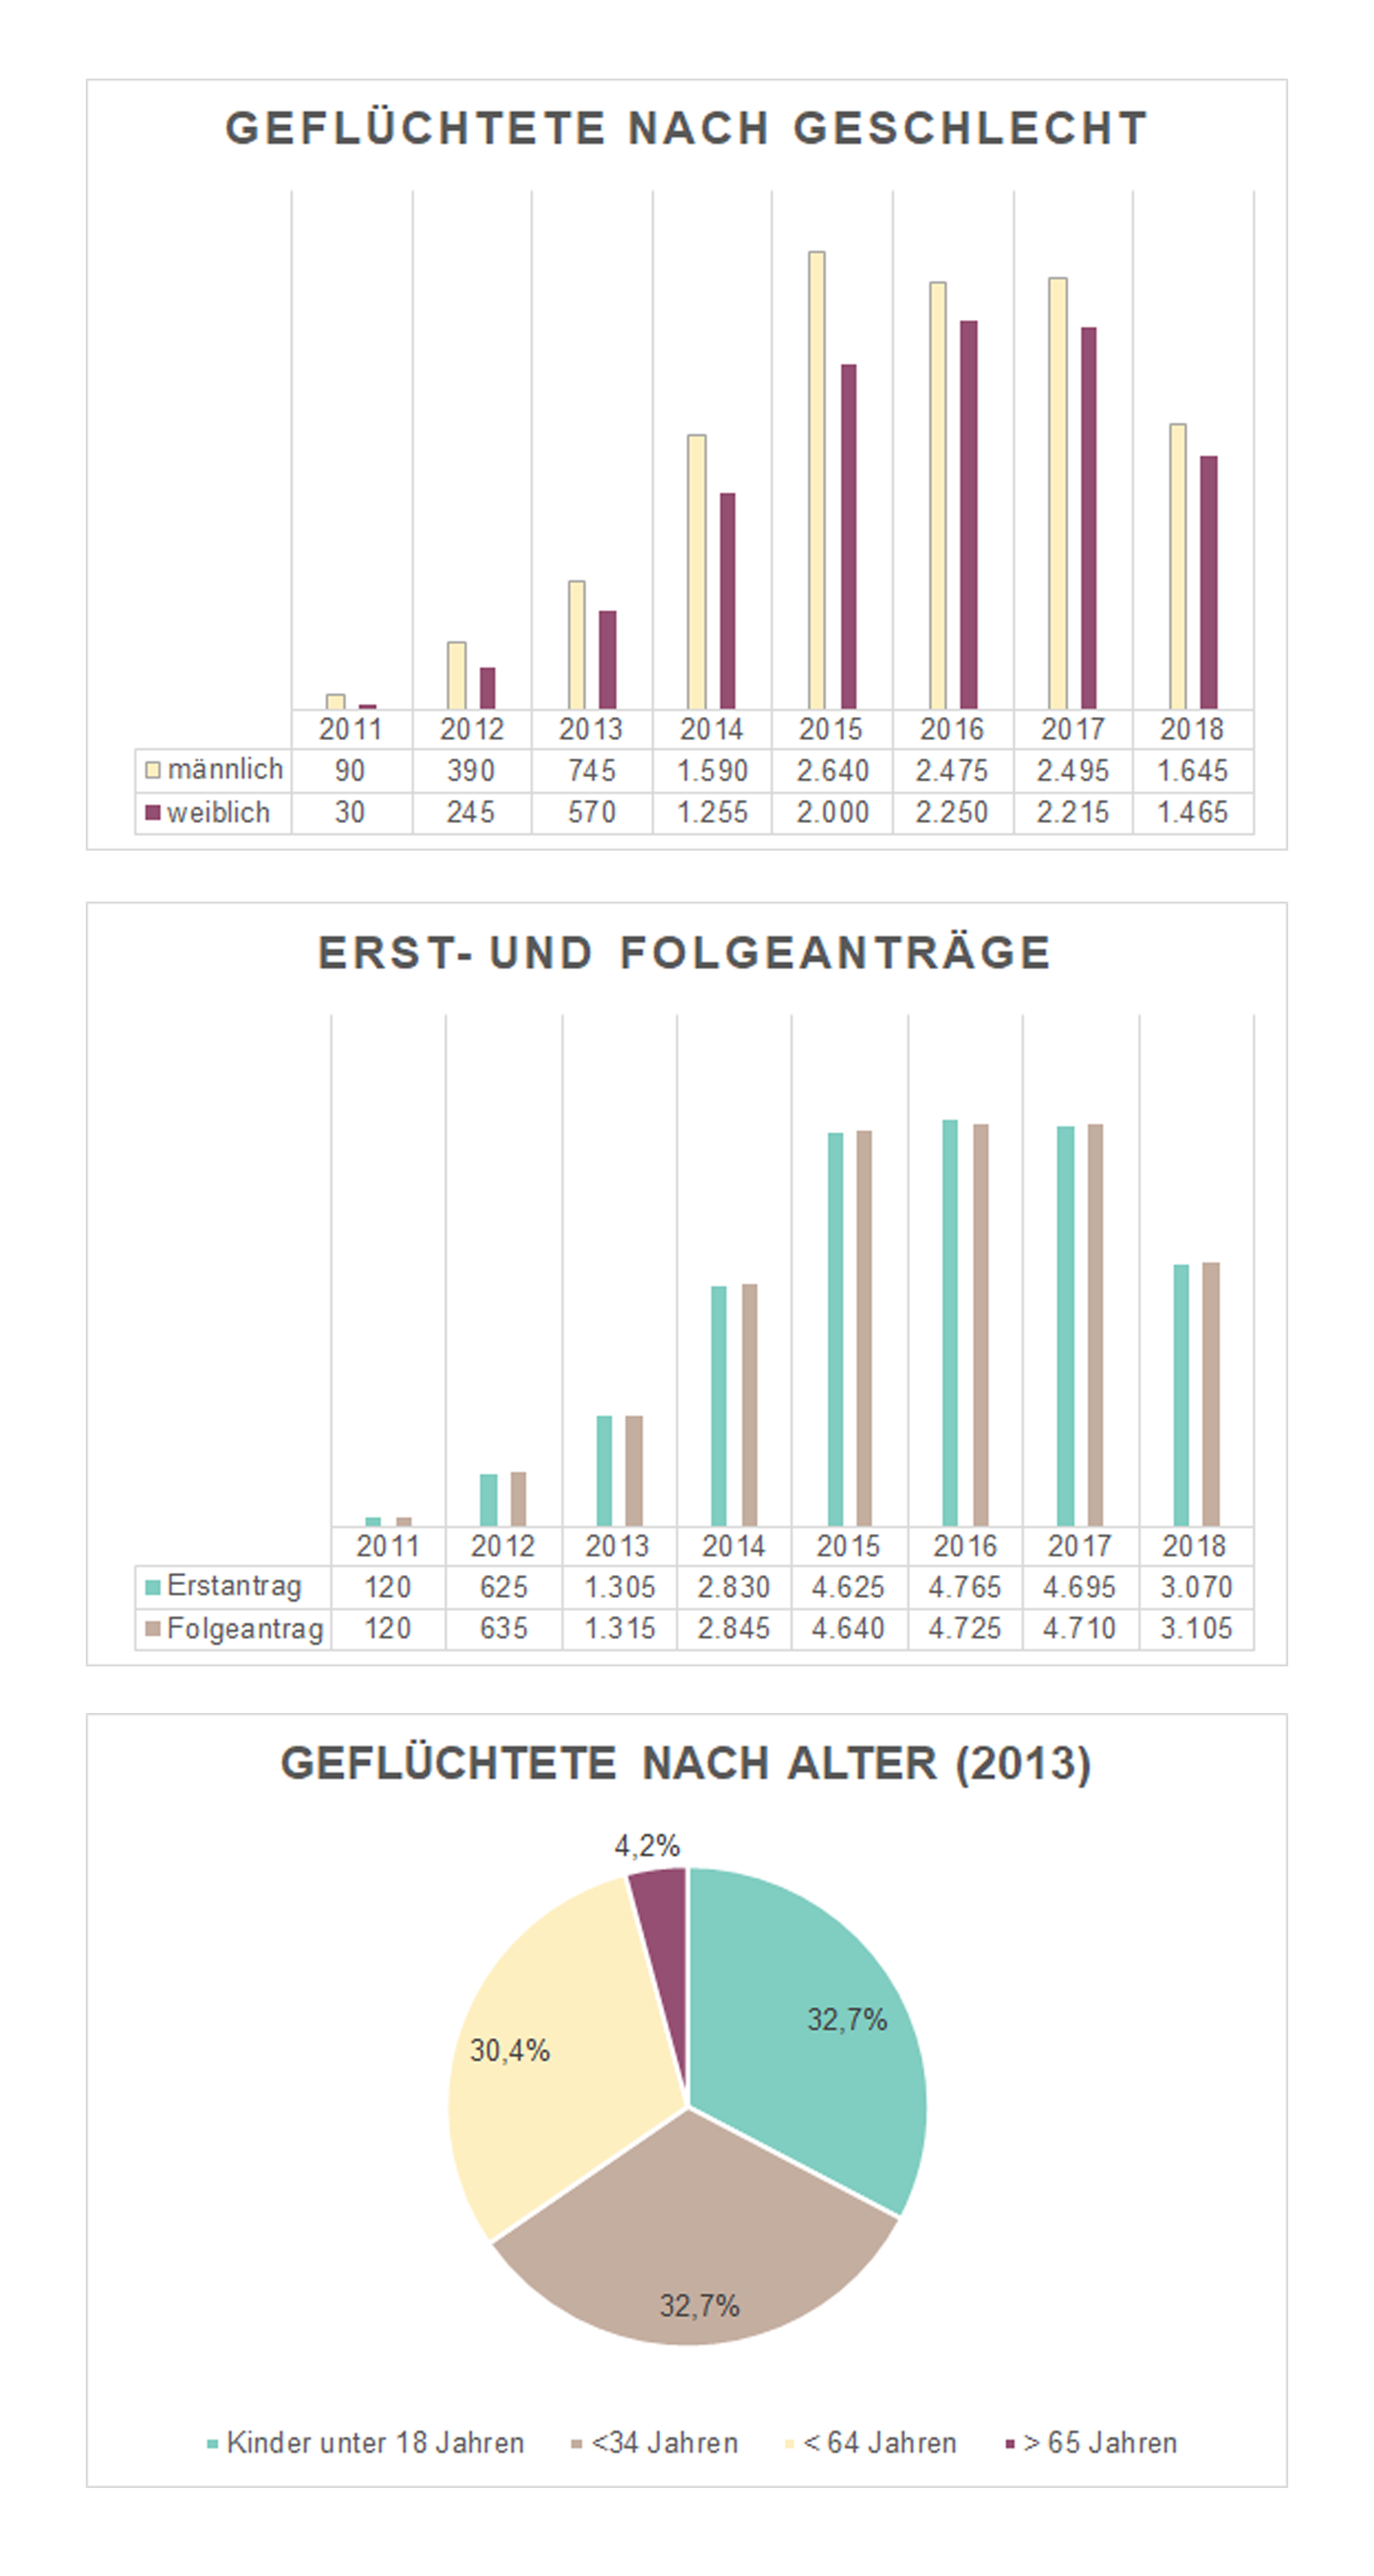 GEFLÜCHTETE NACH GESCHLECHT
2011 2012 2013 2014 2015 2016 2017 2018
männlich 90 390 745 1.590 2.640 2.475 2.495 1.645
weiblich 30 245 570 1.255 2.000 2.250 2.215 1.465
ERST- UND FOLGEANTRÄGE
2011 2012 2013 2014 2015 2016 2017 2018
Erstantrag 120 625 1.305 2.830 4.625 4.765 4.695 3.070
Folgeantrag 120 635 1.315 2.845 4.640 4.725 4.710 3.105
GEFLÜCHTETE NACH ALTER (2013)
4,2%
32,7%
30,4%
32,7%
Kinder unter 18 Jahren <34 Jahren < 64 Jahren > 65 Jahren